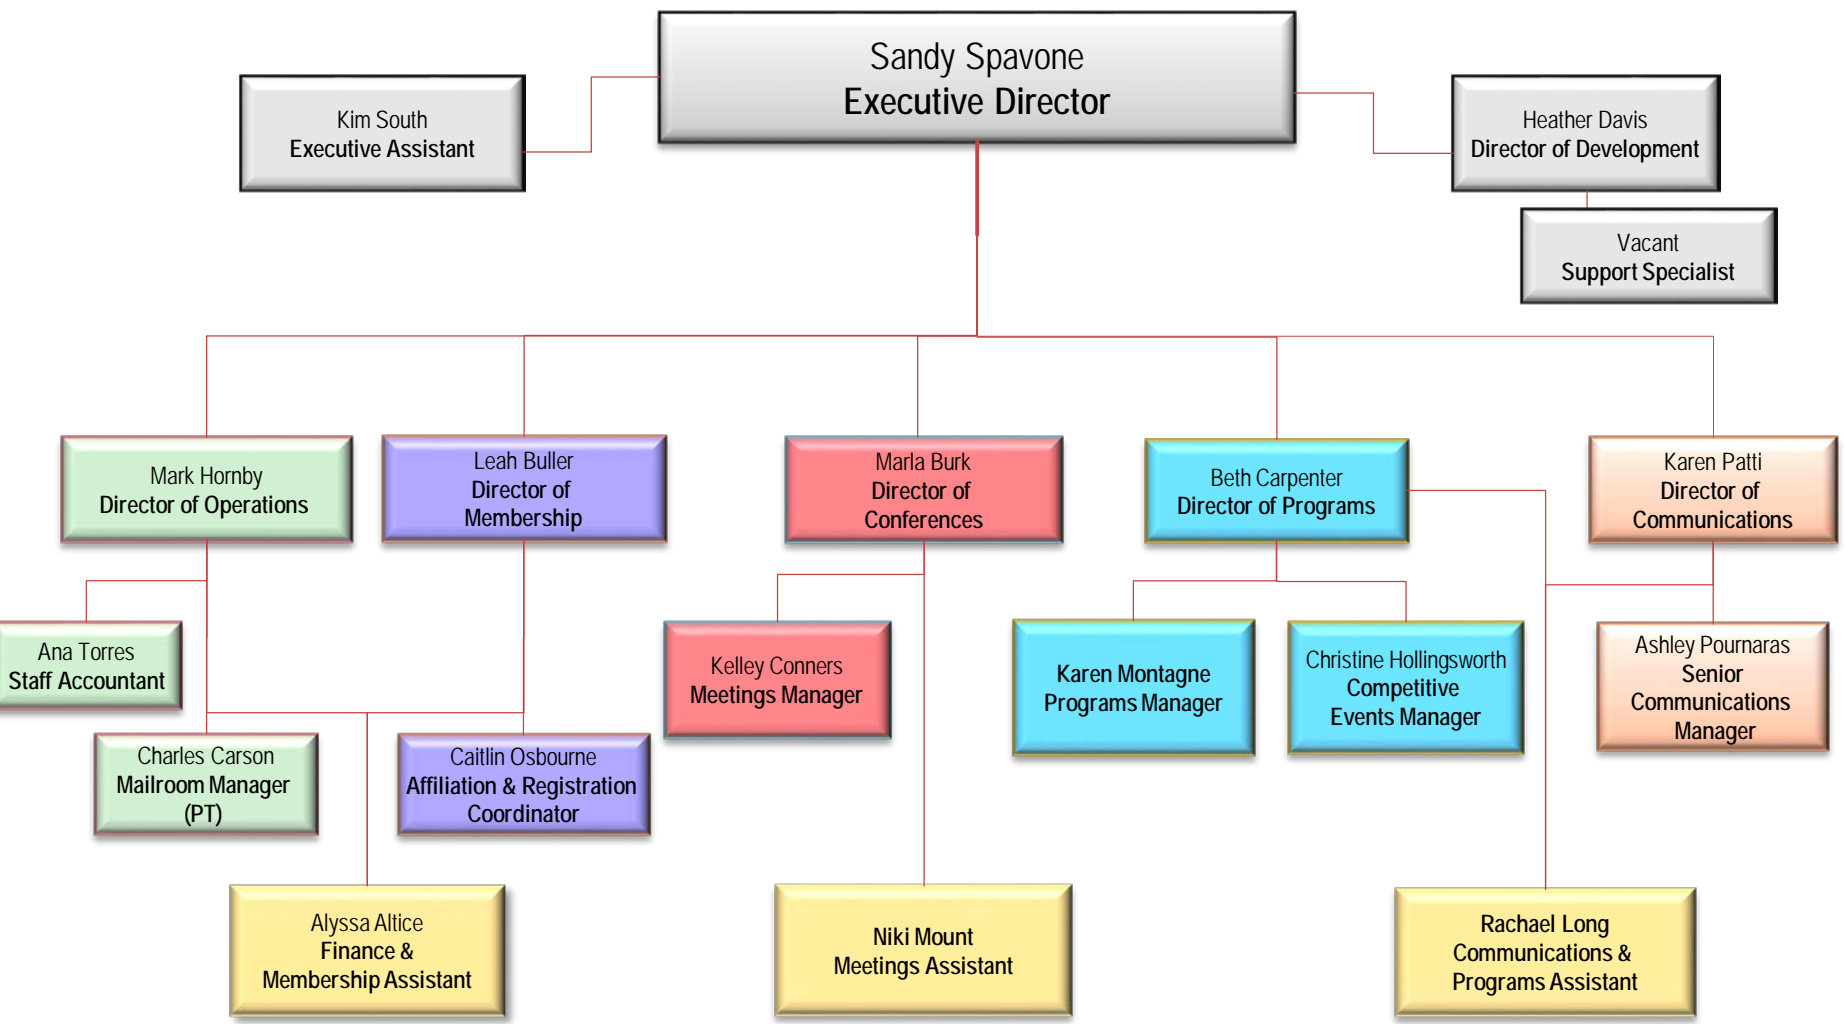 Sandy Spavone
Executive Director
Kim South
Executive Assistant
Heather Davis
Director of Development
Vacant
Support Specialist
Mark Hornby
Director of Operations
Leah Buller
Director of
Membership
Marla Burk
Director of
Conferences
Beth Carpenter
Director of Programs
Karen Patti
Director of
Communications
Ana Torres
Staff Accountant
Kelley Conners
Meetings Manager
Karen Montagne
Programs Manager
Christine Hollingsworth
Competitive
Events Manager
Ashley Pournaras
Senior
Communications
Manager
Charles Carson
Mailroom Manager
(PT)
Caitlin Osbourne
Affiliation & Registration
Coordinator
Alyssa Altice
Finance &
Membership Assistant
Niki Mount
Meetings Assistant
Rachael Long
Communications &
Programs Assistant